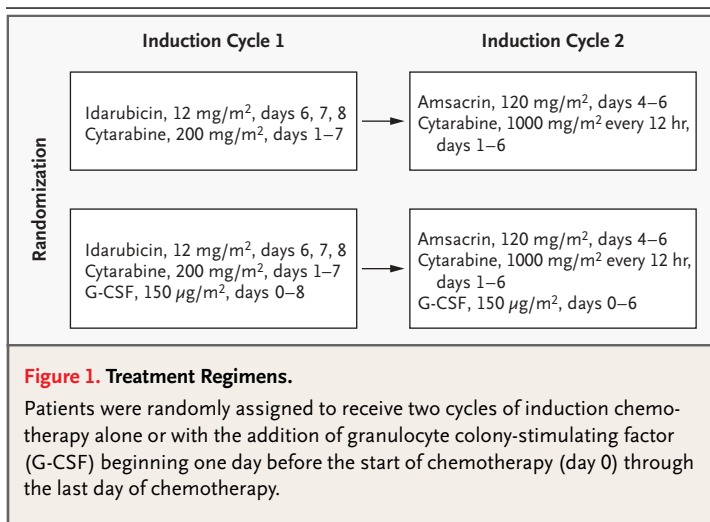 Induction Cycle 1
Induction Cycle 2
Randomization
Idarubicin, 12 mg/m², days 6, 7, 8
Cytarabine, 200 mg/m², days 1–7
Amsacrin, 120 mg/m², days 4–6
Cytarabine, 1000 mg/m² every 12 hr,
days 1–6
Idarubicin, 12 mg/m², days 6, 7, 8
Cytarabine, 200 mg/m², days 1–7
G-CSF, 150 µg/m², days 0–8
Amsacrin, 120 mg/m², days 4–6
Cytarabine, 1000 mg/m² every 12 hr,
days 1–6
G-CSF, 150 µg/m², days 0–6
Figure 1. Treatment Regimens.
Patients were randomly assigned to receive two cycles of induction chemo-
therapy alone or with the addition of granulocyte colony-stimulating factor
(G-CSF) beginning one day before the start of chemotherapy (day 0) through
the last day of chemotherapy.